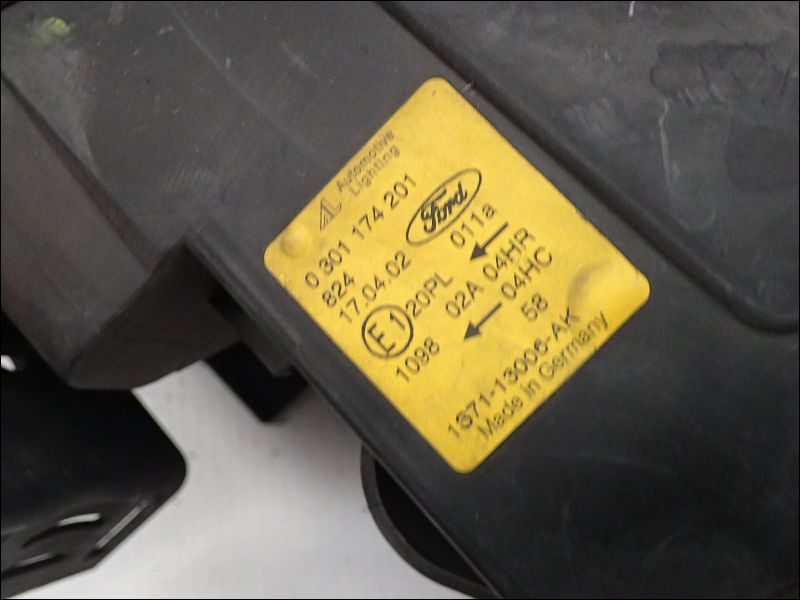 AL Automotive Lighting
0 301 174 201
824
17.04.02
Ford
011a
E1 20PL 02A 04HR
1098 04HC
58
1S71-13006-AK
Made in Germany